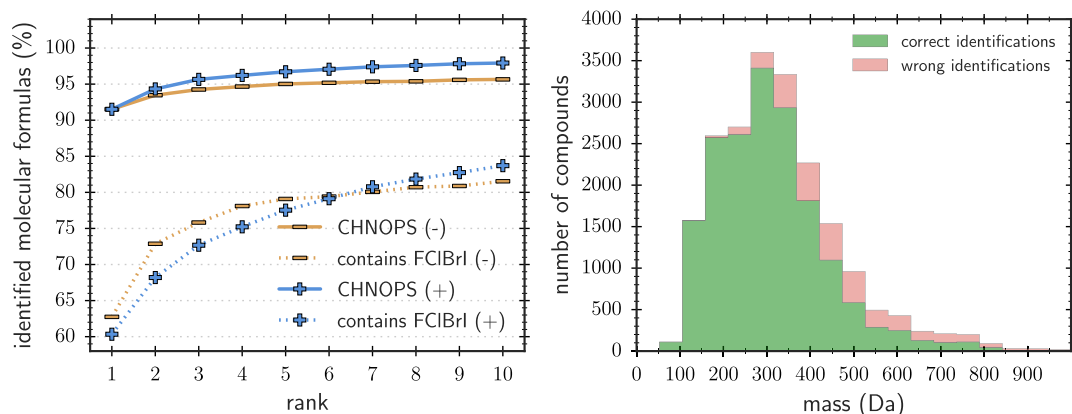 identified molecular formulas (%)
100
95
90
85
80
75
70
65
60
CHNOPS (-)
contains FClBrI (-)
CHNOPS (+)
contains FClBrI (+)
1 2 3 4 5 6 7 8 9 10
rank
number of compounds
4000
3500
3000
2500
2000
1500
1000
500
0
correct identifications
wrong identifications
0 100 200 300 400 500 600 700 800 900
mass (Da)